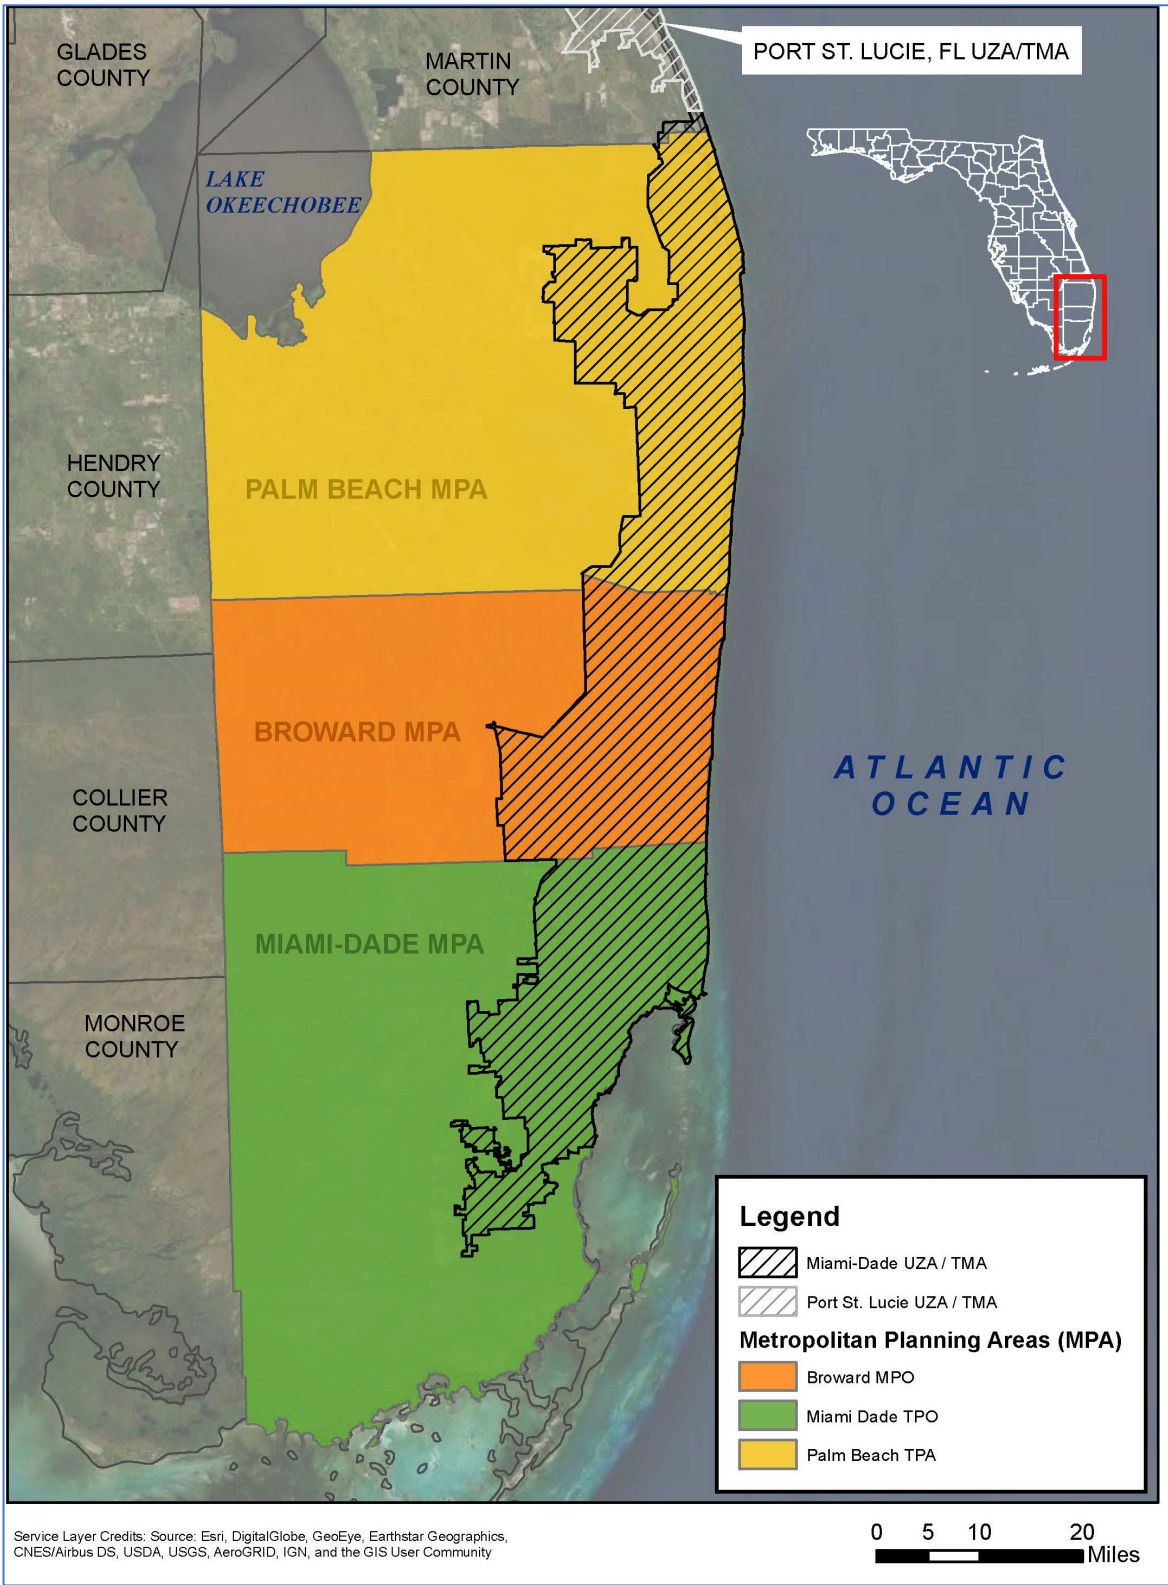 GLADES
COUNTY
MARTIN
COUNTY
PORT ST. LUCIE, FL UZA/TMA
LAKE
OKEECHOBEE
HENDRY
COUNTY
PALM BEACH MPA
BROWARD MPA
COLLIER
COUNTY
ATLANTIC
OCEAN
MIAMI-DADE MPA
MONROE
COUNTY
Legend
Miami-Dade UZA / TMA
Port St. Lucie UZA / TMA
Metropolitan Planning Areas (MPA)
Broward MPO
Miami Dade TPO
Palm Beach TPA
Service Layer Credits: Source: Esri, DigitalGlobe, GeoEye, Earthstar Geographics,
CNES/Airbus DS, USDA, USGS, AeroGRID, IGN, and the GIS User Community
0 5 10 20
Miles